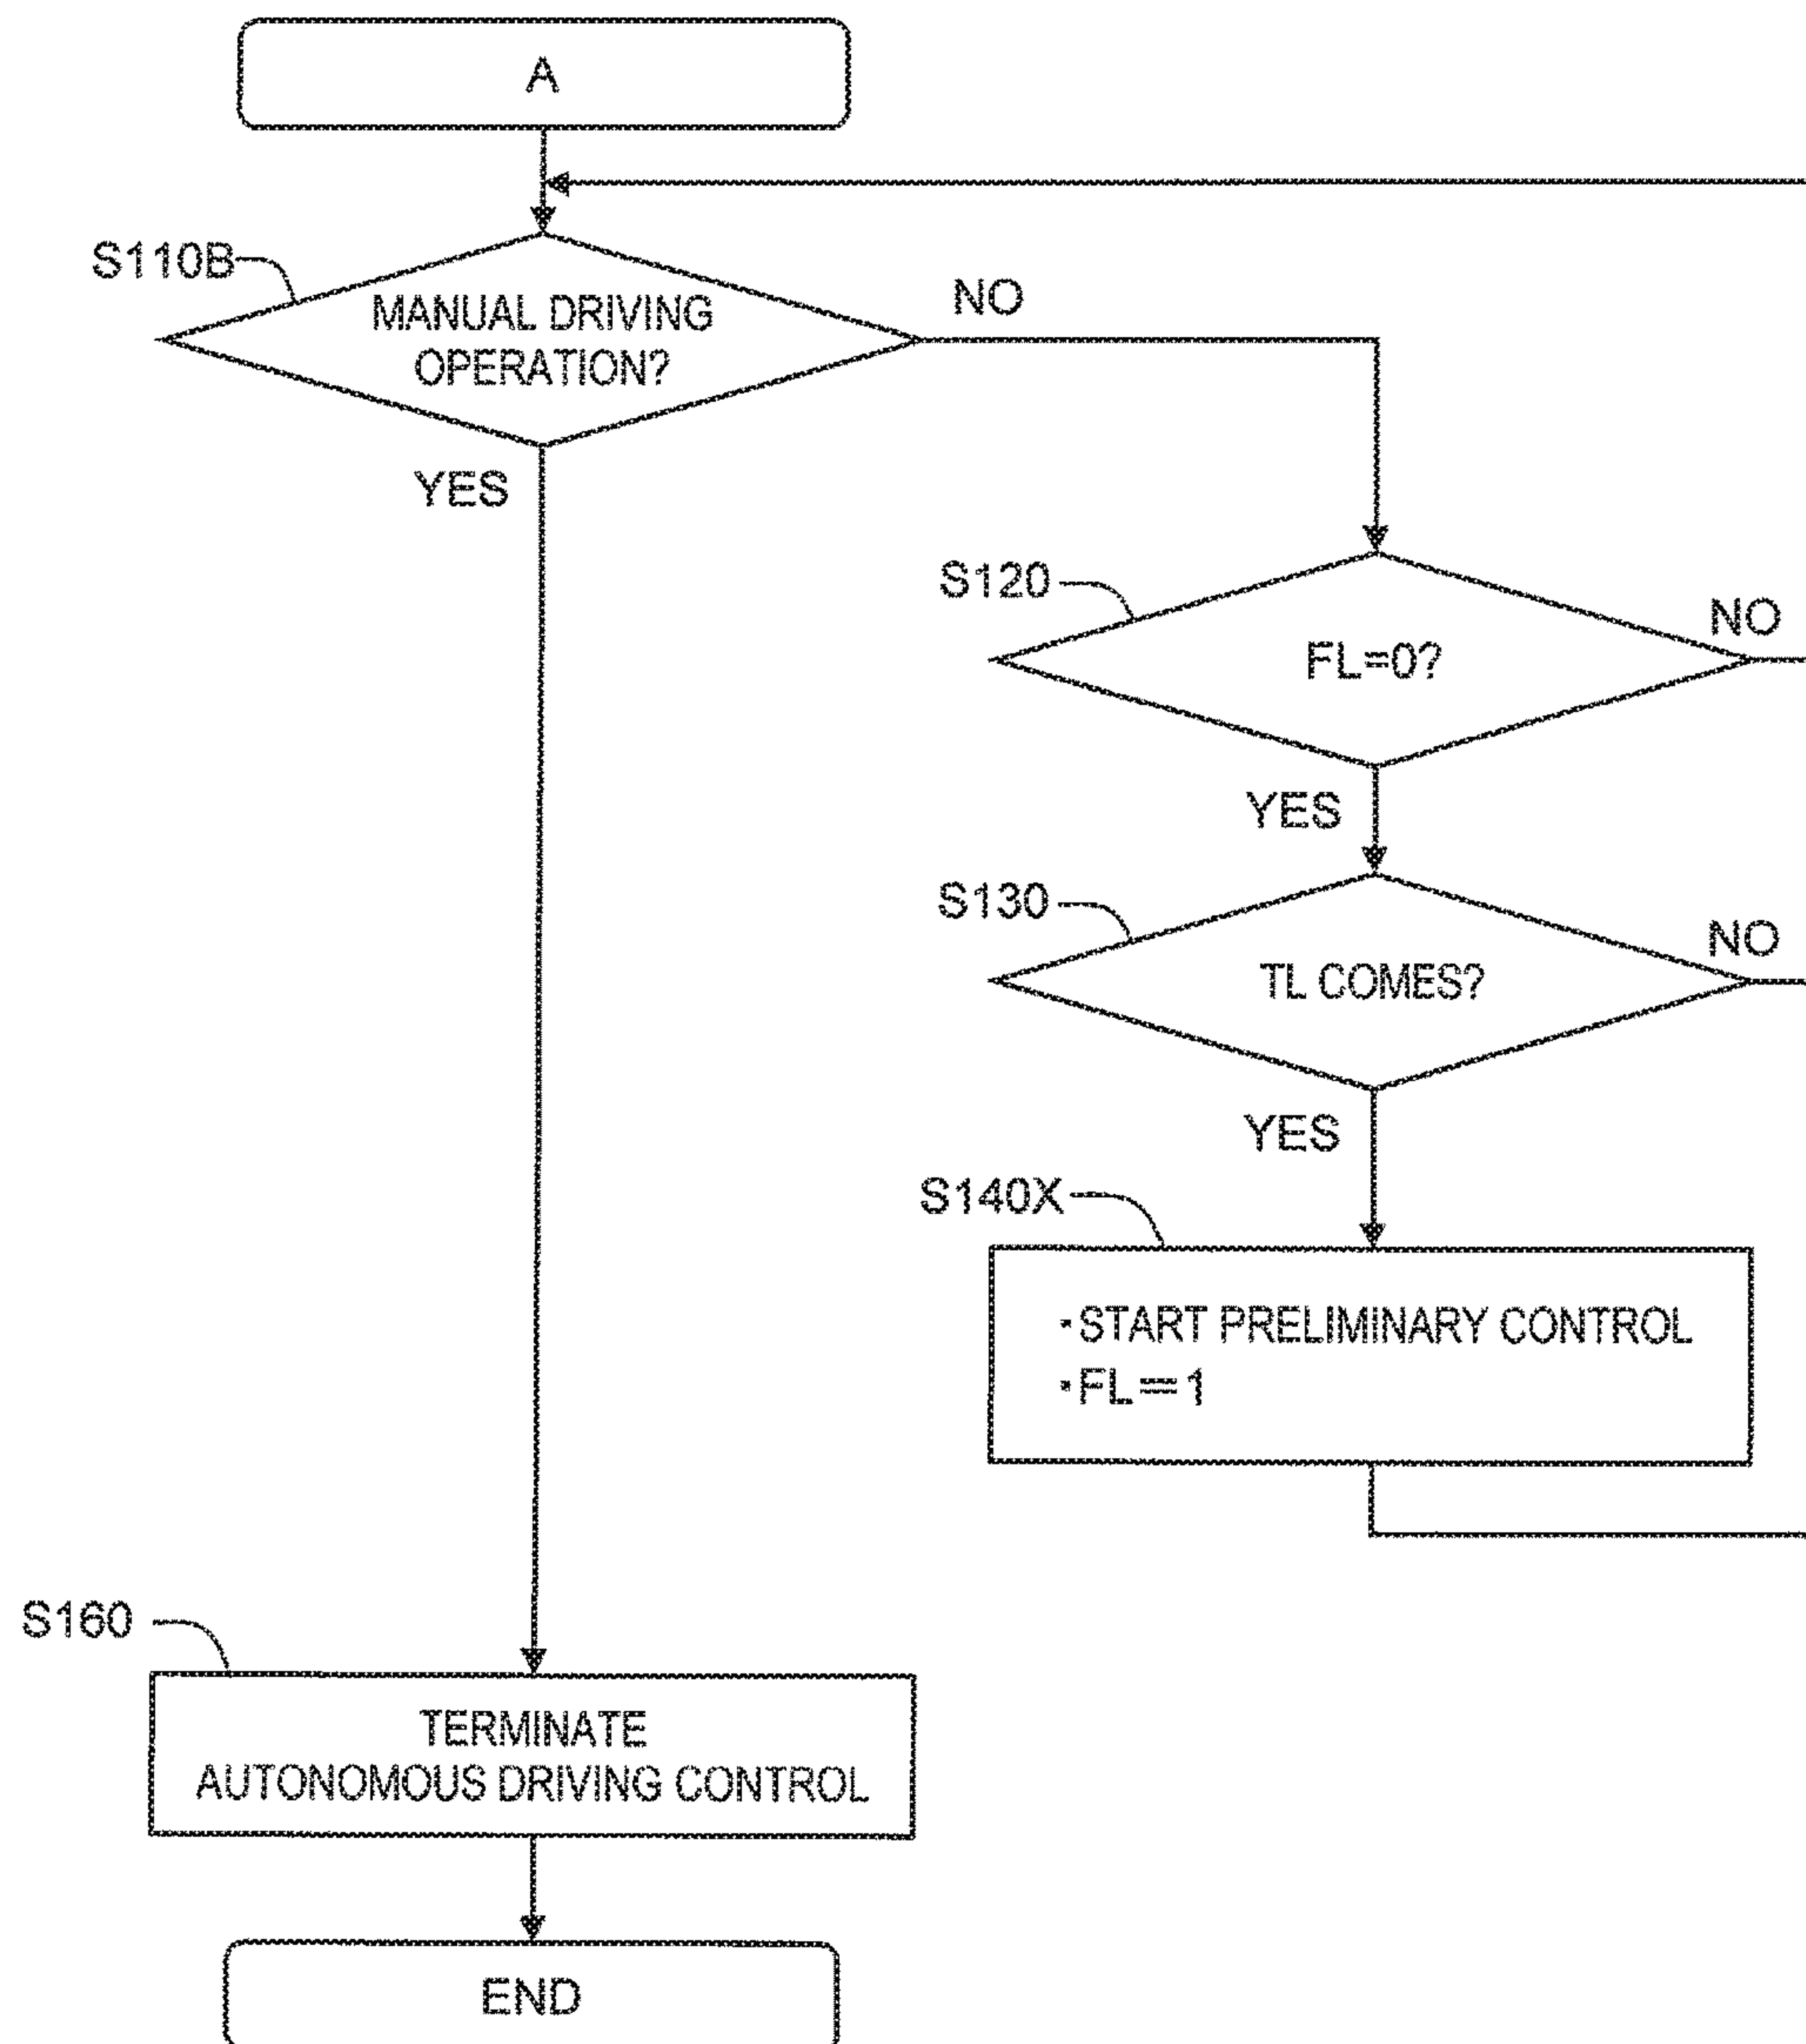 A
S110B
MANUAL DRIVING
OPERATION?
NO
YES
S120
FL=0?
NO
YES
S130
TL COMES?
NO
YES
S140X
・START PRELIMINARY CONTROL
・FL=1
S160
TERMINATE
AUTONOMOUS DRIVING CONTROL
END